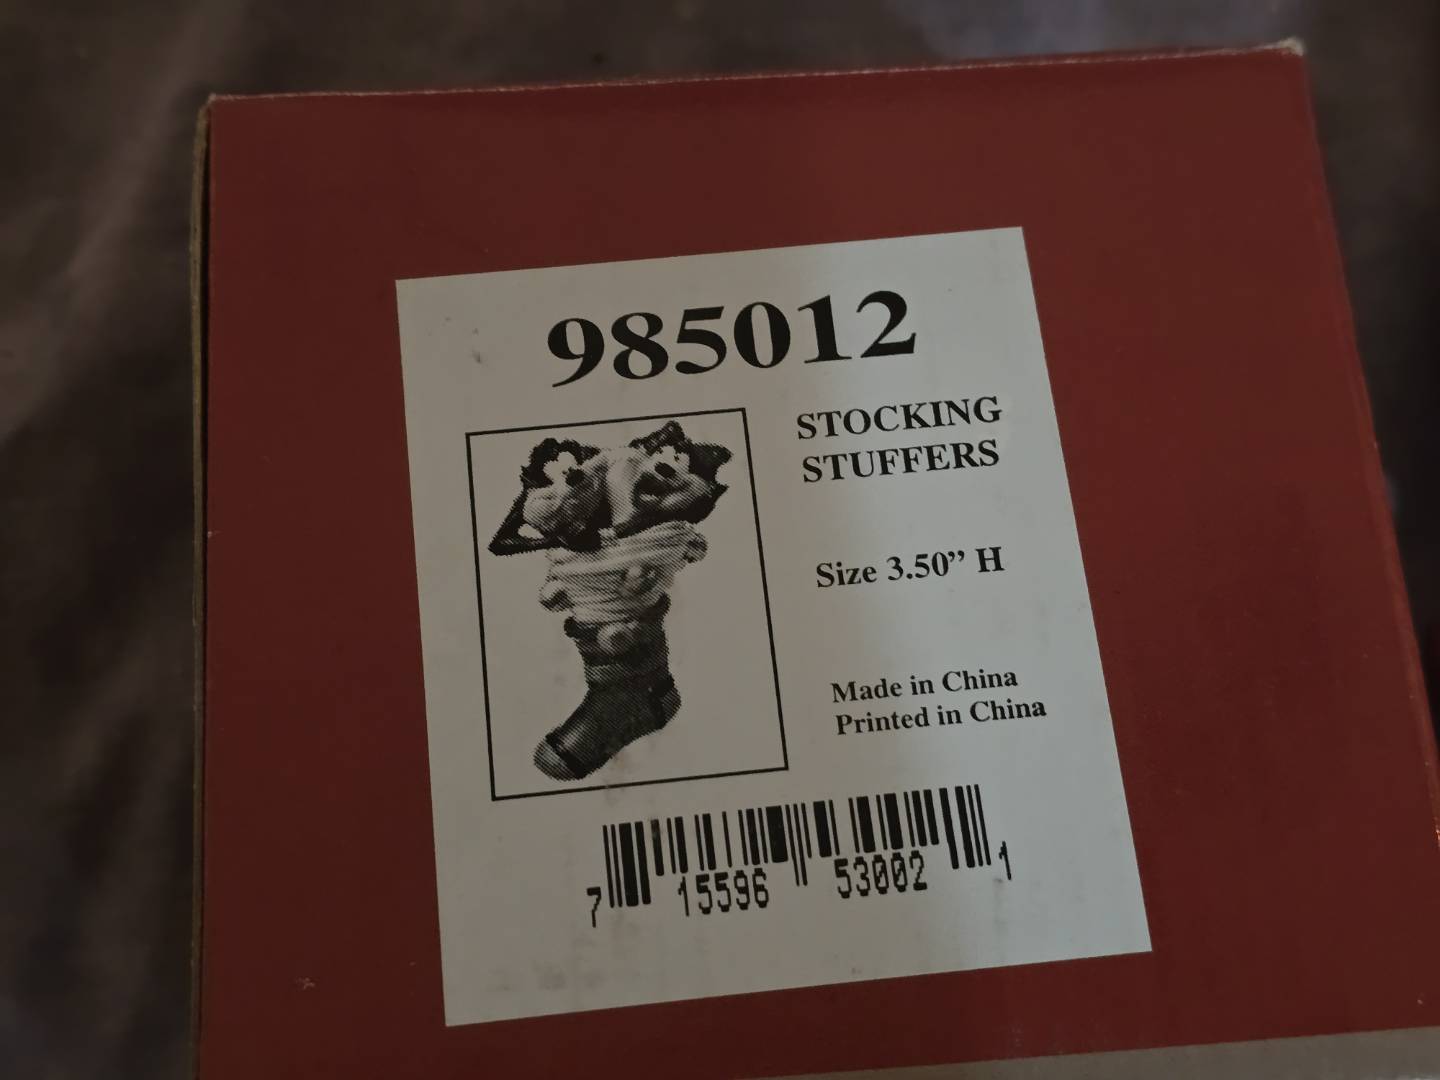 985012
STOCKING
STUFFERS
Size 3.50” H
Made in China
Printed in China
7 15596 53002 1